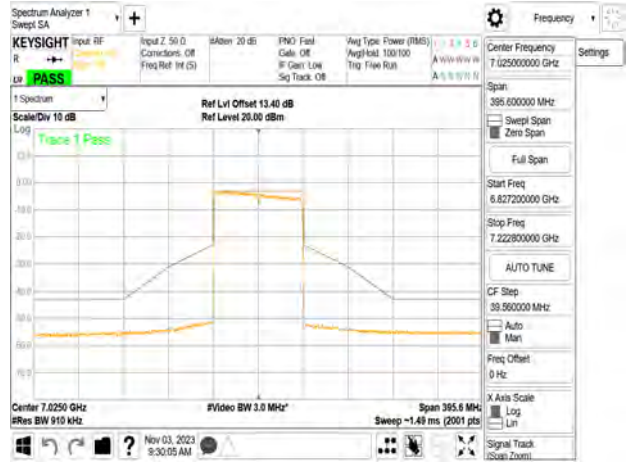 Spectrum Analyzer 1
Swept SA
+
Frequency
KEYSIGHT
Input: RF
Input Z: 50 Ω
#Atten: 20 dB
PNO: Fast
Avg Type: Power (RMS)
Corrections: Off
Gate: Off
Avg|Hold: 100/100
Freq Ref: Int (S)
IF Gain: Low
Trig: Free Run
Sig Track: Off
R
LW
PASS
1 Spectrum
Scale/Div 10 dB
Ref Lvl Offset 13.40 dB
Ref Level 20.00 dBm
Log
Trace 1 Pass
Center 7.0250 GHz
#Res BW 910 kHz
#Video BW 3.0 MHz*
Span 395.6 MHz
Sweep ~1.49 ms (2001 pts
?
Nov 03, 2023
9:30:05 AM
Center Frequency
7.025000000 GHz
Settings
Span
395.600000 MHz
Swept Span
Zero Span
Full Span
Start Freq
6.827200000 GHz
Stop Freq
7.222800000 GHz
AUTO TUNE
CF Step
39.560000 MHz
Auto
Man
Freq Offset
0 Hz
X Axis Scale
Log
Lin
Signal Track
(Span Zoom)